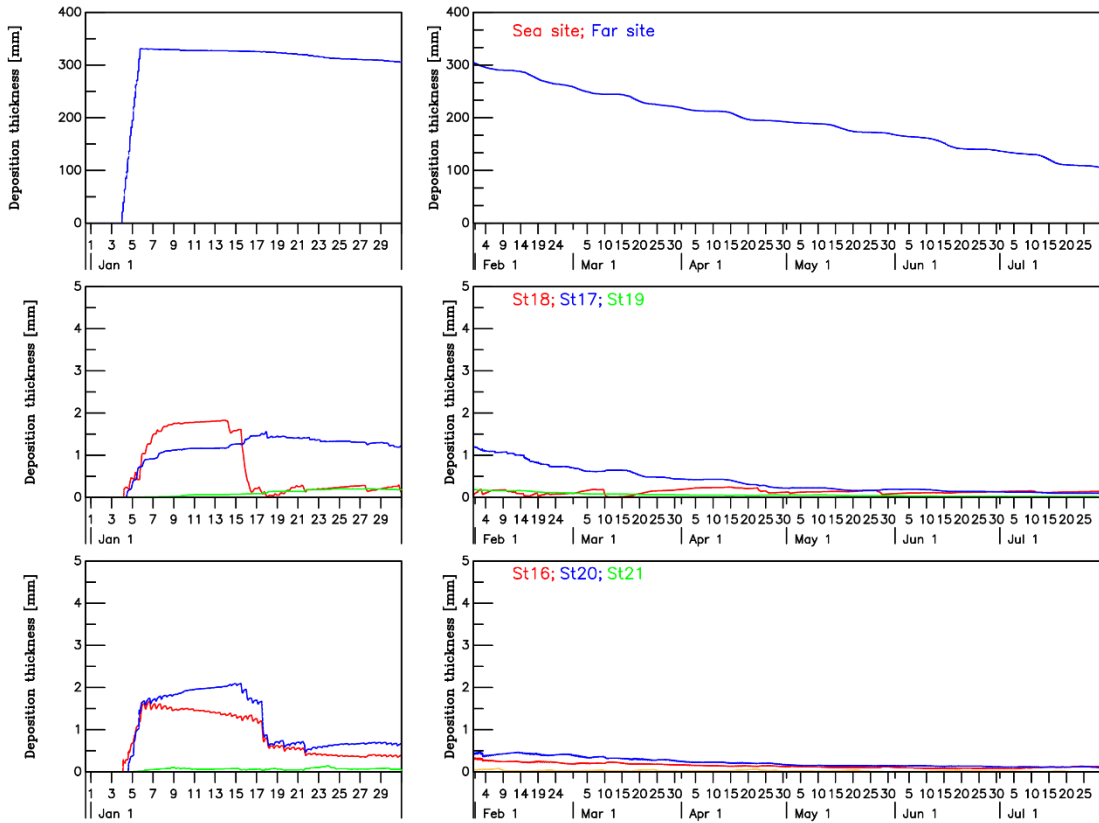 Deposition thickness [mm]
400
300
200
100
0
1 3 5 7 9 11 13 15 17 19 21 23 25 27 29
Jan 1
Deposition thickness [mm]
400
300
200
100
0
Sea site; Far site
4 9 14 19 24 5 10 15 20 25 30 5 10 15 20 25 30 5 10 15 20 25 30 5 10 15 20 25 30 5 10 15 20 25
Feb 1 Mar 1 Apr 1 May 1 Jun 1 Jul 1
Deposition thickness [mm]
5
4
3
2
1
0
1 3 5 7 9 11 13 15 17 19 21 23 25 27 29
Jan 1
Deposition thickness [mm]
5
4
3
2
1
0
St18; St17; St19
4 9 14 19 24 5 10 15 20 25 30 5 10 15 20 25 30 5 10 15 20 25 30 5 10 15 20 25 30 5 10 15 20 25
Feb 1 Mar 1 Apr 1 May 1 Jun 1 Jul 1
Deposition thickness [mm]
5
4
3
2
1
0
1 3 5 7 9 11 13 15 17 19 21 23 25 27 29
Jan 1
Deposition thickness [mm]
5
4
3
2
1
0
St16; St20; St21
4 9 14 19 24 5 10 15 20 25 30 5 10 15 20 25 30 5 10 15 20 25 30 5 10 15 20 25 30 5 10 15 20 25
Feb 1 Mar 1 Apr 1 May 1 Jun 1 Jul 1